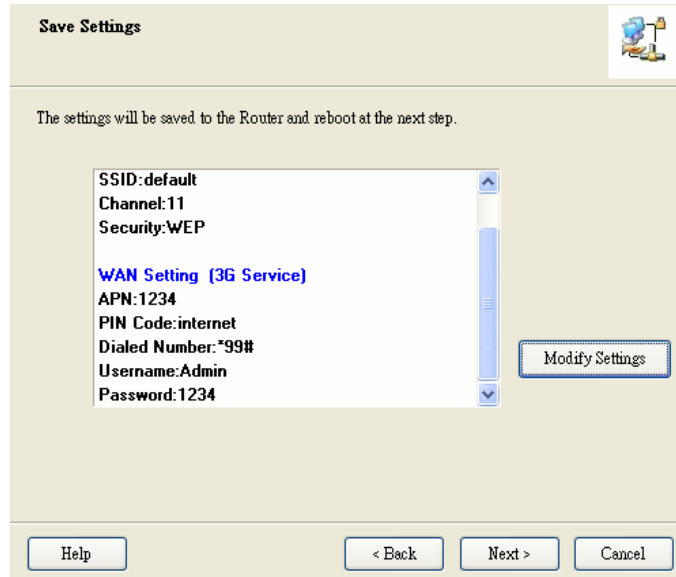 Save Settings
The settings will be saved to the Router and reboot at the next step.
SSID:default
Channel:11
Security:WEP
WAN Setting (3G Service)
APN:1234
PIN Code:internet
Dialed Number:*99#
Username:Admin
Password:1234
Modify Settings
Help
< Back
Next >
Cancel